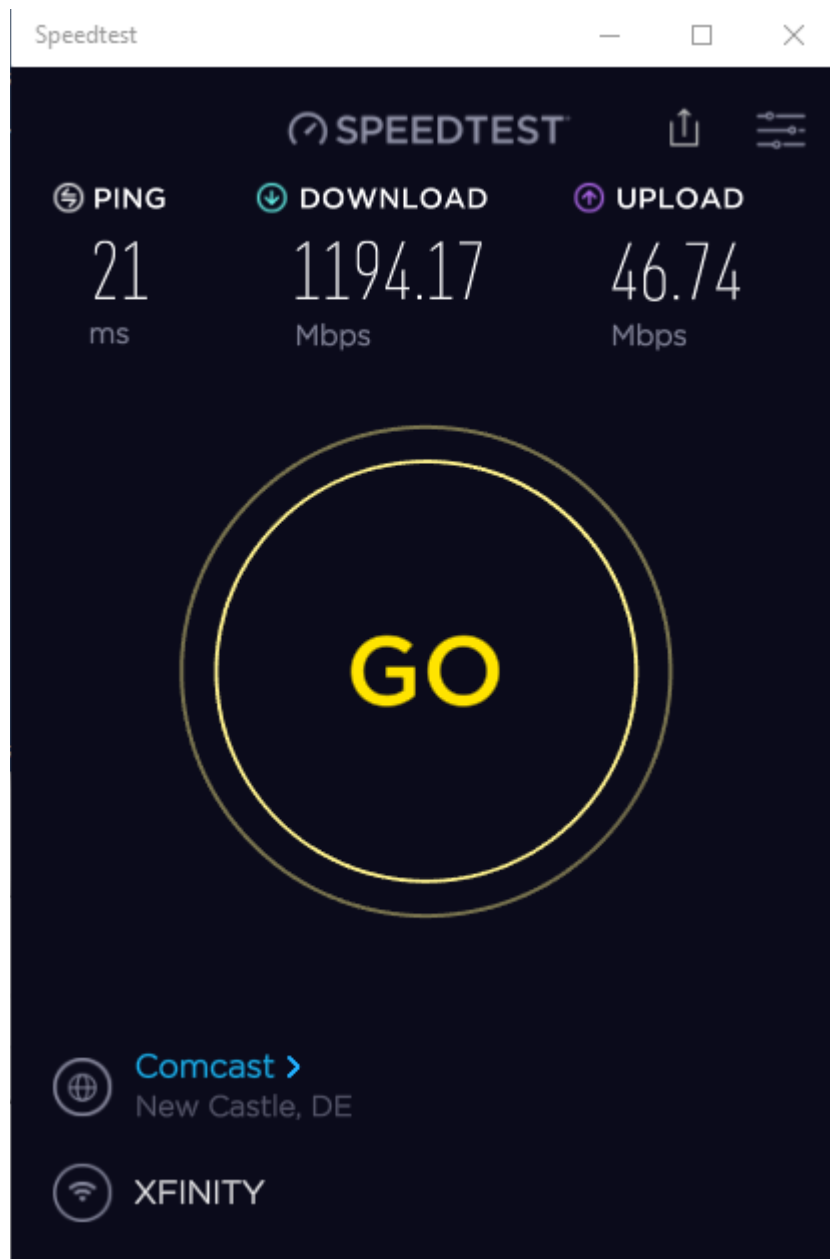 Speedtest
SPEEDTEST
PING DOWNLOAD UPLOAD
21 1194.17 46.74
ms Mbps Mbps
GO
Comcast >
New Castle, DE
XFINITY